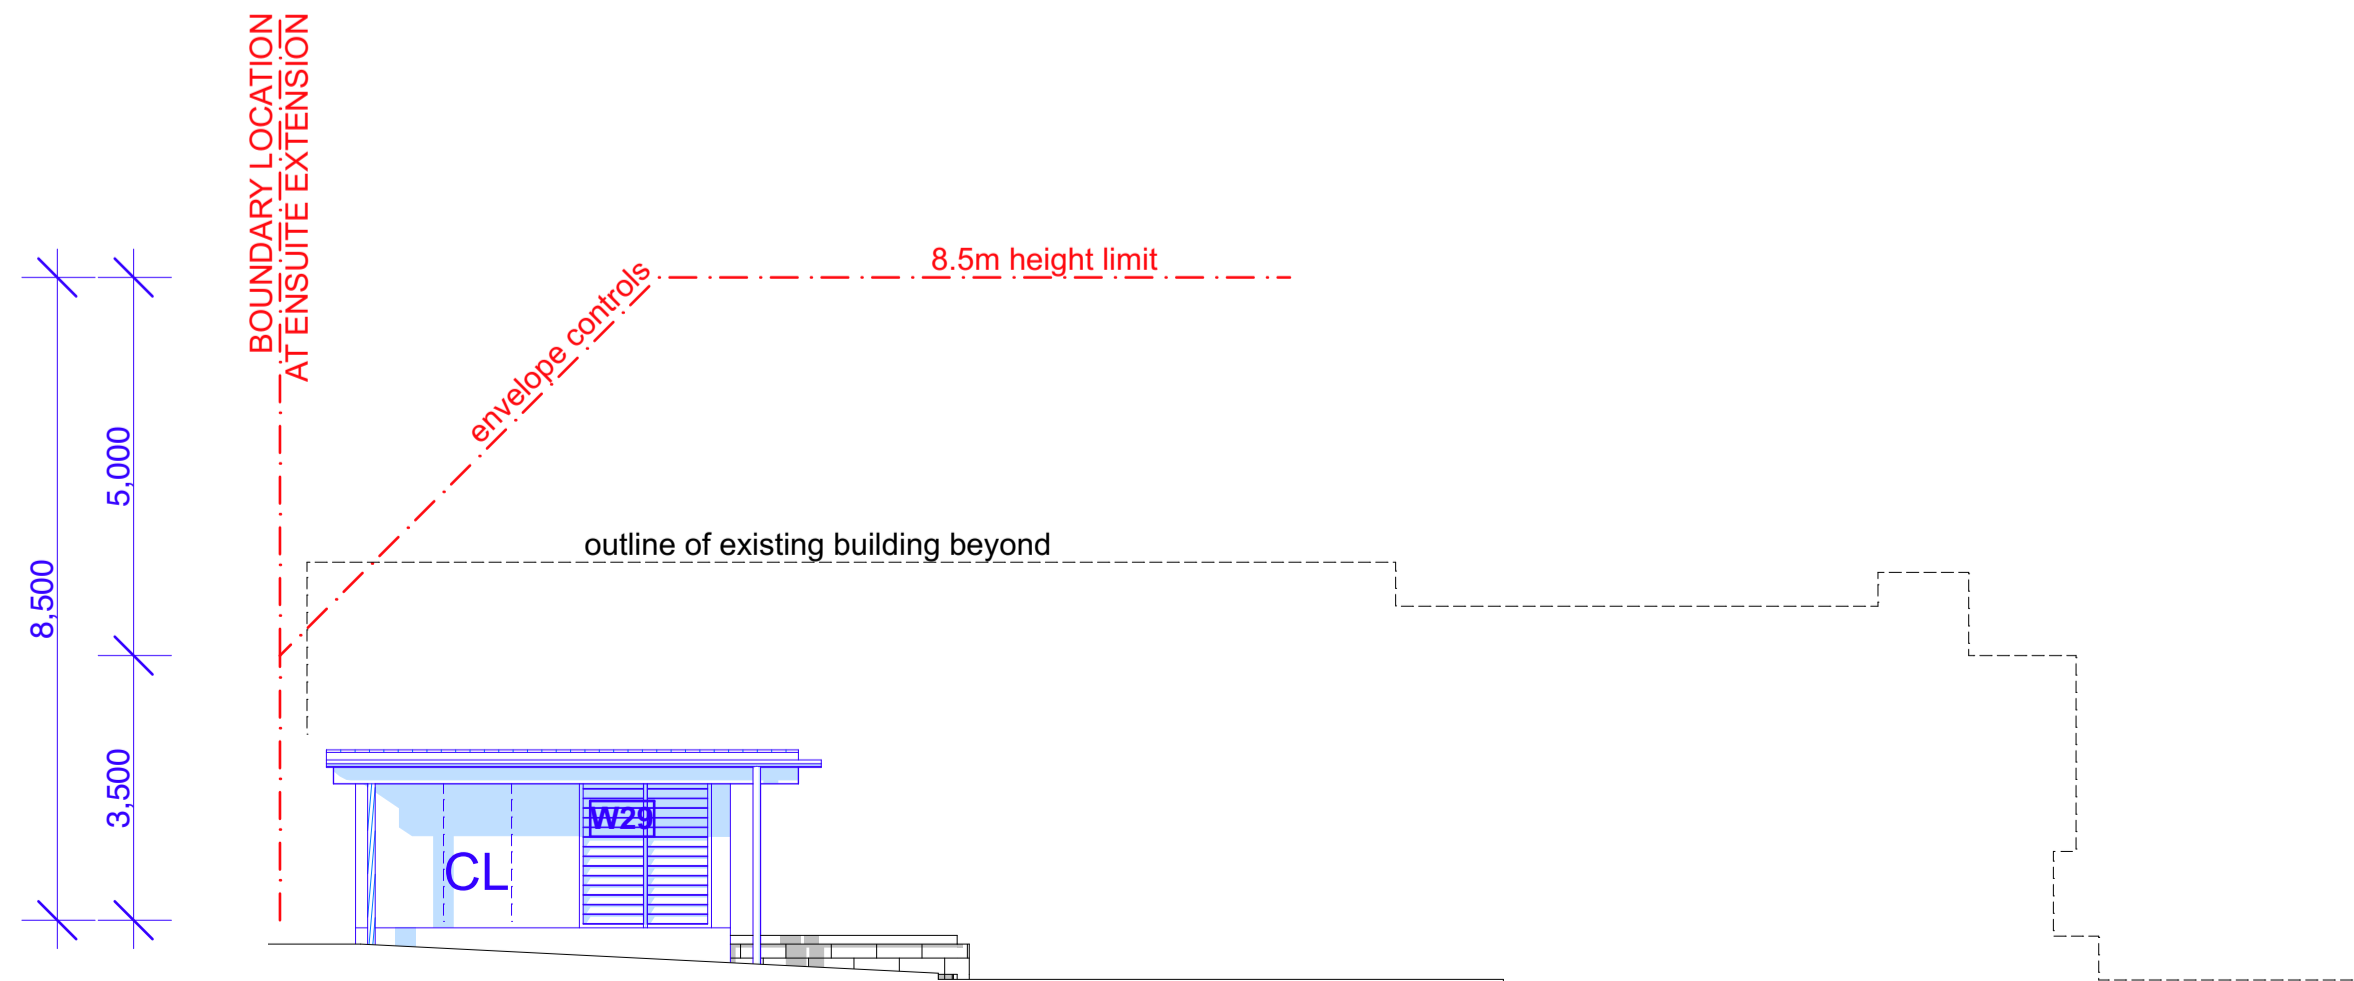 BOUNDARY LOCATION
AT ENSUITE EXTENSION
8.5m height limit
envelope controls
5,000
outline of existing building beyond
8,500
3,500
W29
CL